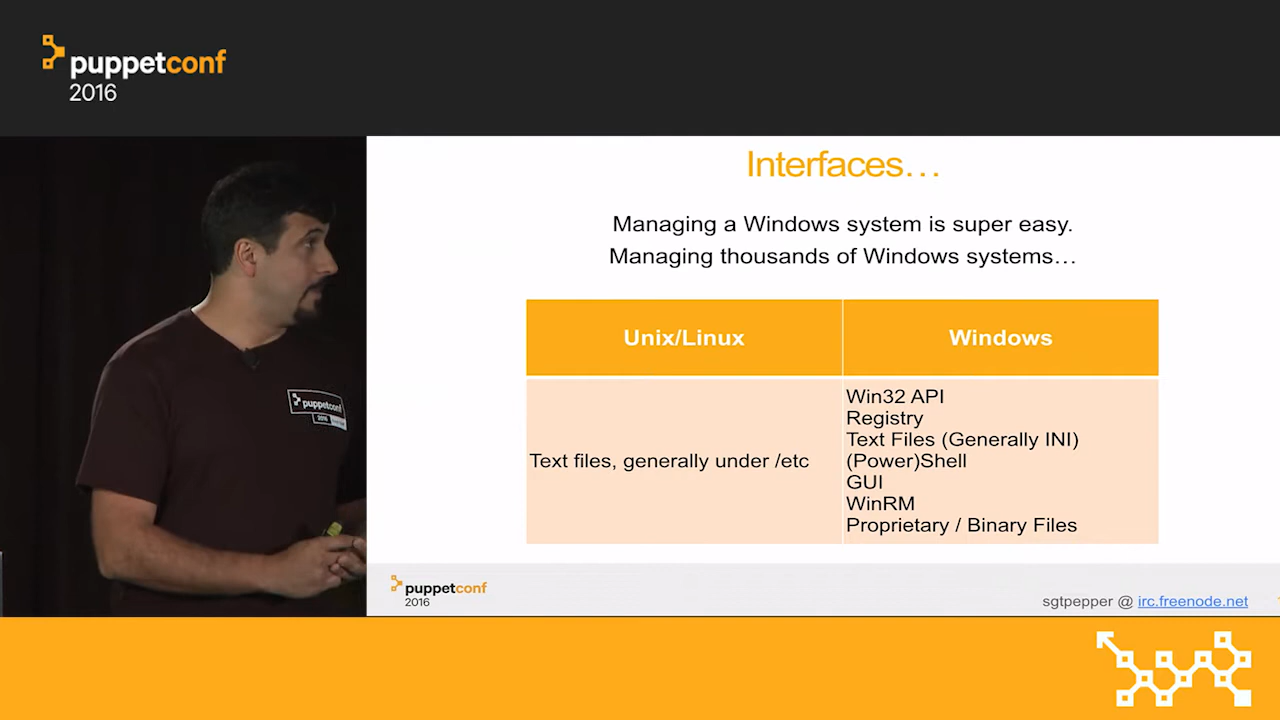 puppetconf
2016
Interfaces…
Managing a Windows system is super easy.
Managing thousands of Windows systems…
Unix/Linux
Windows
Text files, generally under /etc
Win32 API
Registry
Text Files (Generally INI)
(Power)Shell
GUI
WinRM
Proprietary / Binary Files
puppetconf
2016
puppetconf
2016
sgtpepper @ irc.freenode.net